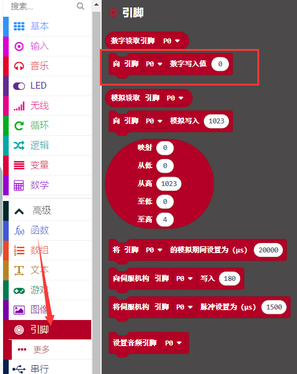 搜索...
基本
输入
音乐
LED
无线
循环
逻辑
变量
数学
高级
函数
数组
文本
游戏
图像
引脚
更多
串行
引脚
数字读取引脚 P0
向 引脚 P0 数字写入值 0
模拟读取 引脚 P0
向 引脚 P0 模拟写入 1023
映射 0
从低 0
从高 1023
至低 0
至高 4
将 引脚 P0 的模拟期间设置为 (µs) 20000
向伺服机构 引脚 P0 写入 180
将伺服机构 引脚 P0 脉冲设置为 (µs) 1500
设置音频引脚 P0